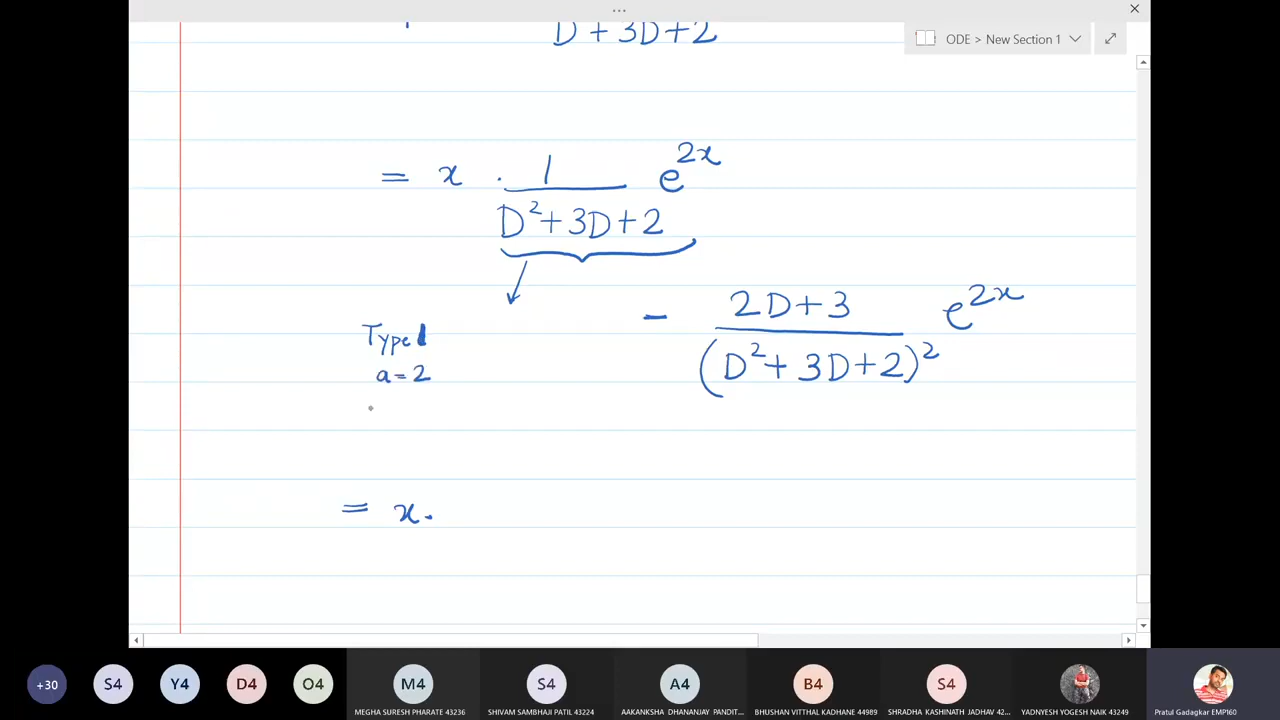 ...
ODE > New Section 1
D + 3D + 2
= x . 1/(D² + 3D + 2) e^{2x}
- (2D + 3)/(D² + 3D + 2)² e^{2x}
Type 1
a = 2
= x.
+30 S4 Y4 D4 O4 M4 S4 A4 B4 S4
MEGHA SURESH PHARATE 43236 SHIVAM SAMBHAJI PATIL 43224 AAKANKSHA DHANANJAY PANDIT... BHUSHAN VITTHAL KADHANE 44989 SHRADHA KASHINATH JADHAV 42... YADNYESH YOGESH NAIK 43249 Pratul Gadagkar EMP160